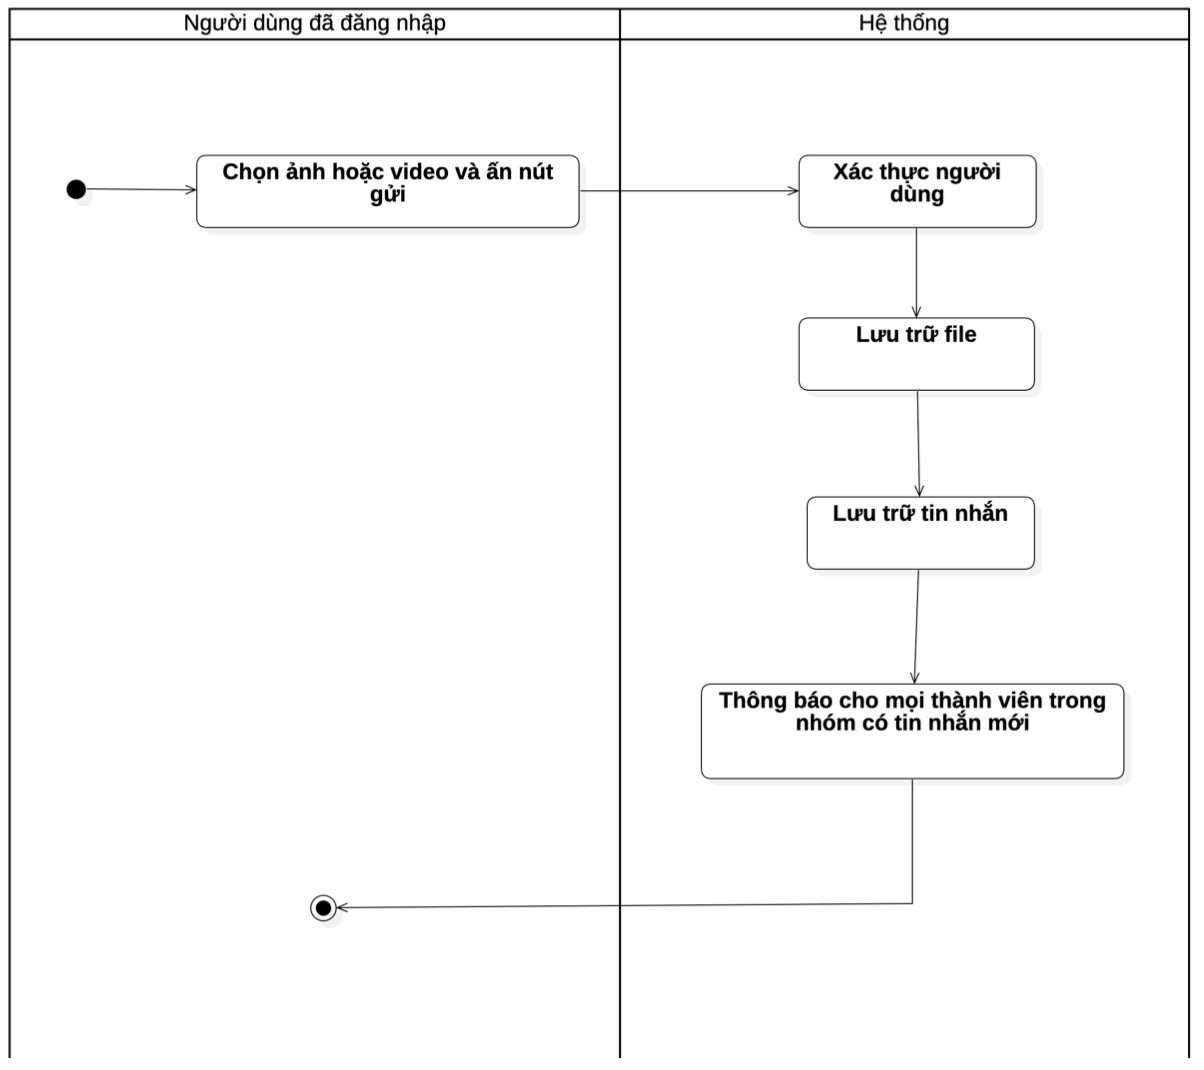 Người dùng đã đăng nhập
Hệ thống
Chọn ảnh hoặc video và ấn nút
gửi
Xác thực người
dùng
Lưu trữ file
Lưu trữ tin nhắn
Thông báo cho mọi thành viên trong
nhóm có tin nhắn mới